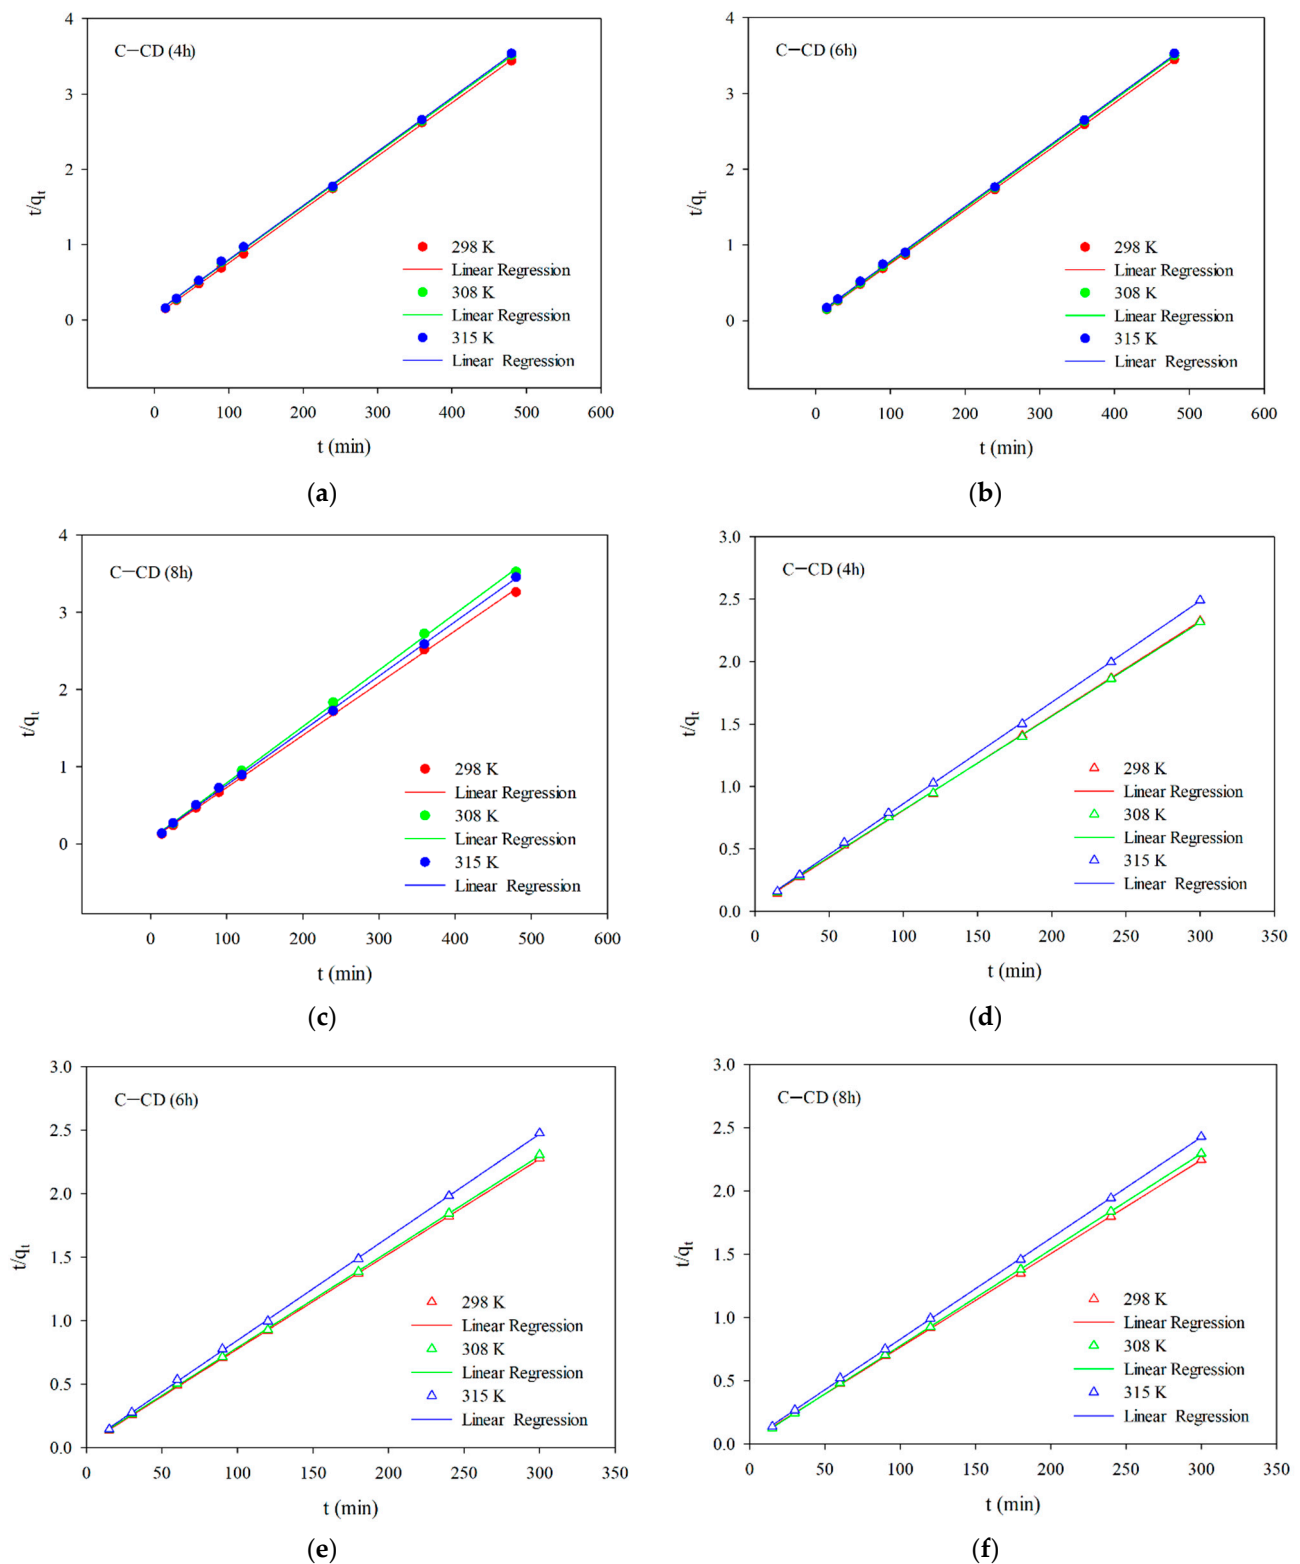 4
C−CD (4h)
3
2
t/qt
1
298 K
Linear Regression
308 K
0
Linear Regression
315 K
Linear Regression
0 100 200 300 400 500 600
t (min)
(a)
4
C−CD (6h)
3
2
t/qt
1
298 K
Linear Regression
308 K
0
Linear Regression
315 K
Linear Regression
0 100 200 300 400 500 600
t (min)
(b)
4
C−CD (8h)
3
2
t/qt
1
298 K
Linear Regression
308 K
Linear Regression
0
315 K
Linear Regression
0 100 200 300 400 500 600
t (min)
(c)
3.0
C−CD (4h)
2.5
2.0
t/qt
1.5
298 K
Linear Regression
1.0
308 K
Linear Regression
0.5
315 K
Linear Regression
0.0
0 50 100 150 200 250 300 350
t (min)
(d)
3.0
C−CD (6h)
2.5
2.0
t/qt
1.5
298 K
1.0
Linear Regression
308 K
Linear Regression
0.5
315 K
Linear Regression
0.0
0 50 100 150 200 250 300 350
t (min)
(e)
3.0
C−CD (8h)
2.5
2.0
t/qt
1.5
298 K
Linear Regression
1.0
308 K
Linear Regression
0.5
315 K
Linear Regression
0.0
0 50 100 150 200 250 300 350
t (min)
(f)